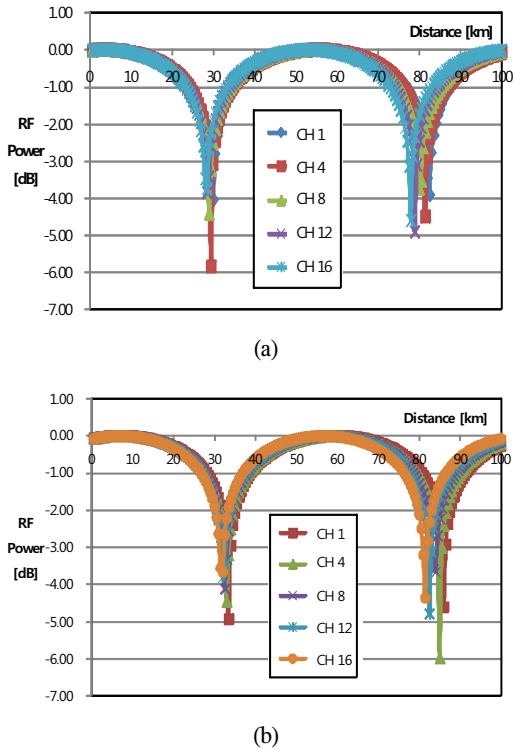 1.00
Distance [km]
0.00
0 10 20 30 40 50 60 70 80 90 100
-1.00
-2.00
RF
Power
[dB]
-3.00
-4.00
-5.00
-6.00
-7.00
CH 1
CH 4
CH 8
CH 12
CH 16
(a)
1.00
Distance [km]
0.00
0 10 20 30 40 50 60 70 80 90 100
-1.00
-2.00
RF
Power
[dB]
-3.00
-4.00
-5.00
-6.00
-7.00
CH 1
CH 4
CH 8
CH 12
CH 16
(b)